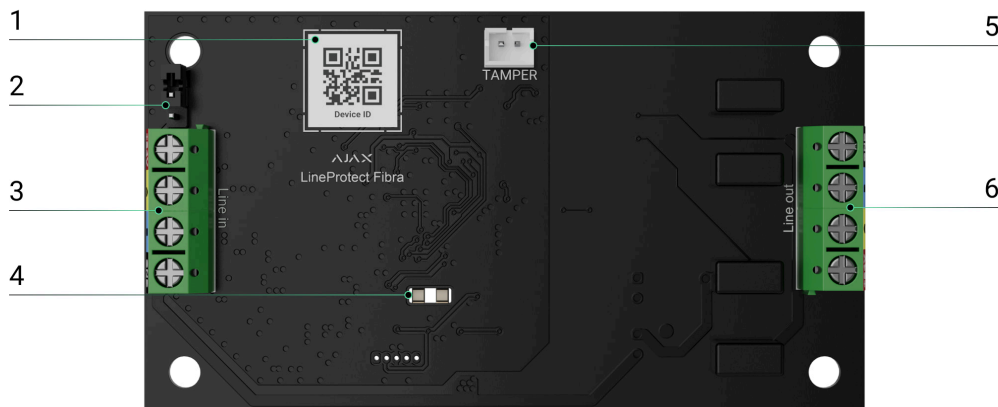 1
2
3
4
5
6
Device ID
TAMPER
AJAX
LineProtect Fibra
Line in
Line out